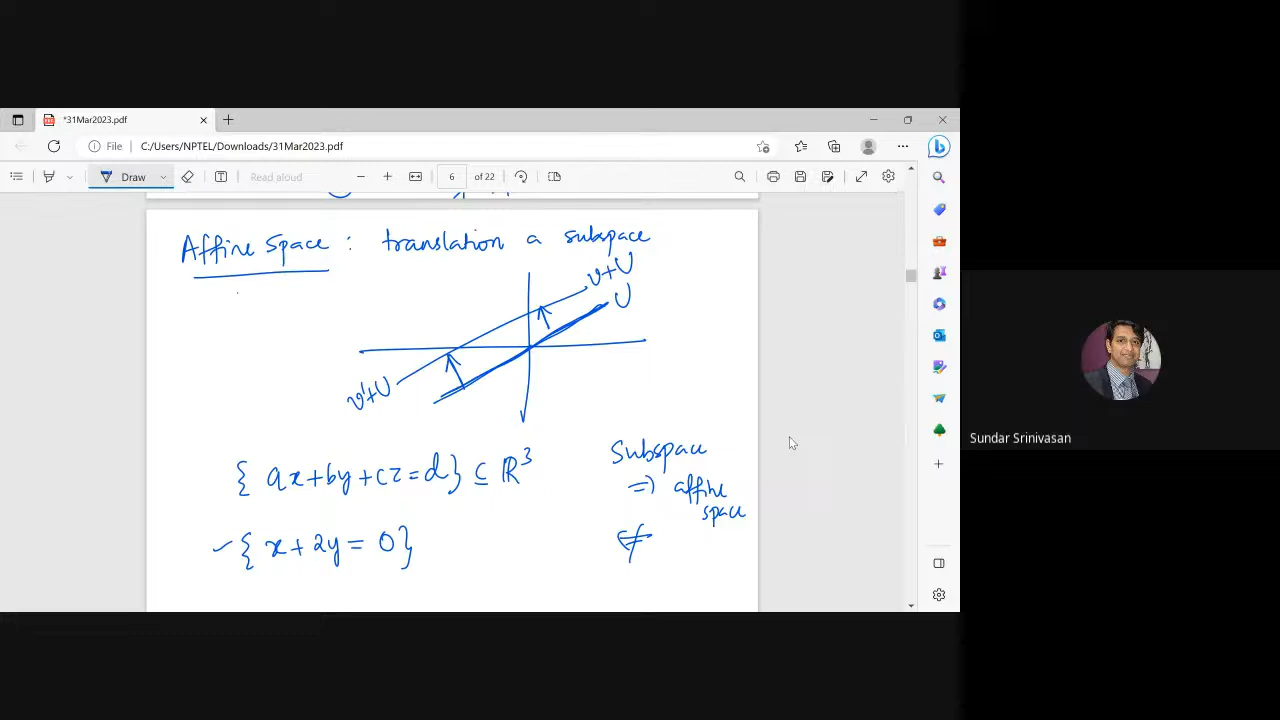 *31Mar2023.pdf
File C:/Users/NPTEL/Downloads/31Mar2023.pdf
Draw Read aloud 6 of 22
Affine Space : translation a subspace
v+U
U
v'+U
{ ax+by+cz=d} ⊆ ℝ³
Subspace
=> affine
space
{ x+2y = 0}
⇍
Sundar Srinivasan